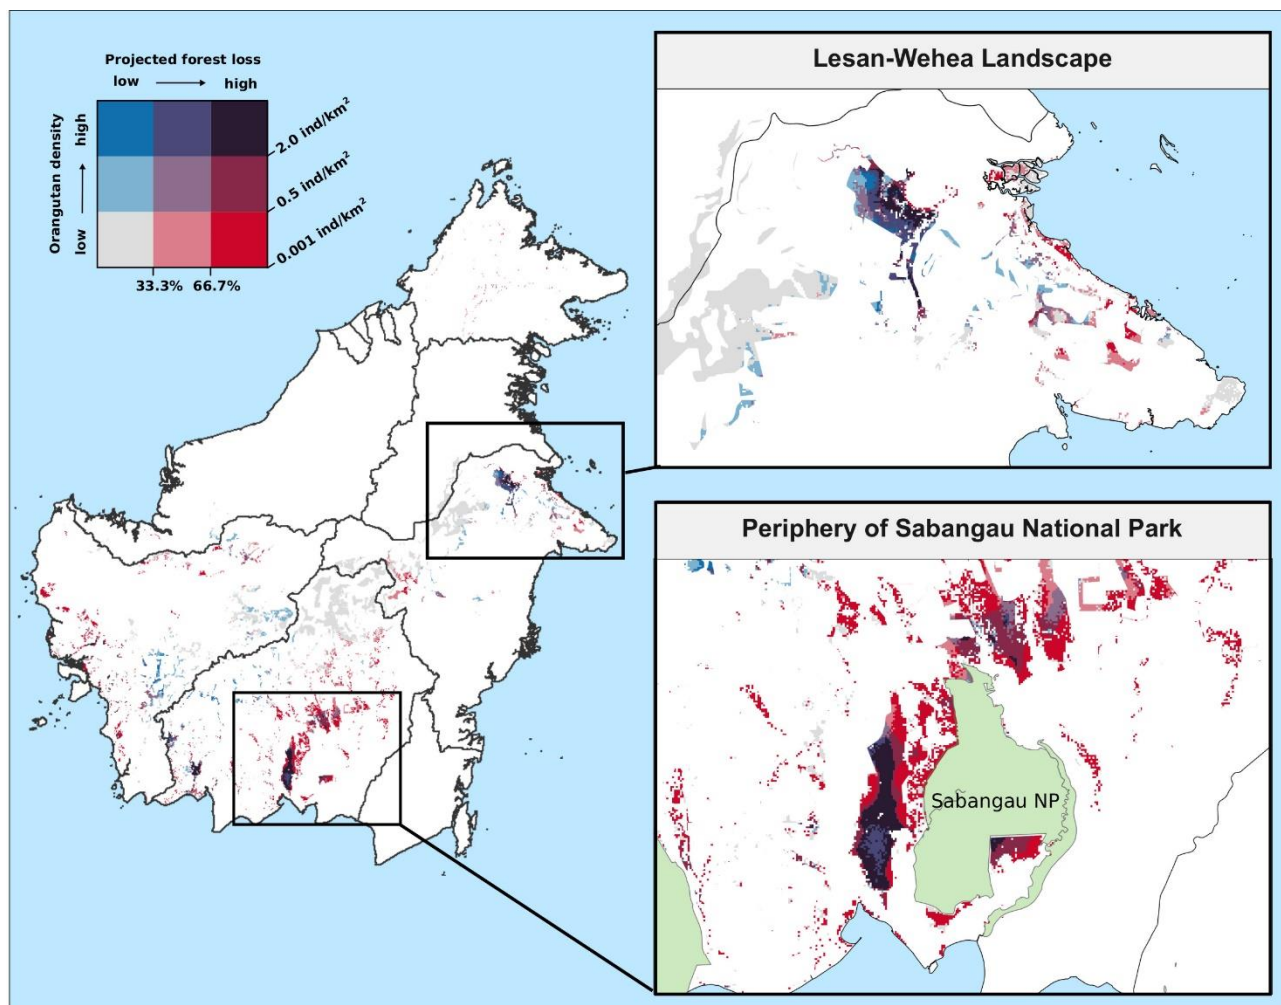 Projected forest loss
low
high
Orangutan density
high
low
2.0 ind/km²
0.5 ind/km²
0.001 ind/km²
33.3%
66.7%
Lesan-Wehea Landscape
Periphery of Sabangau National Park
Sabangau NP